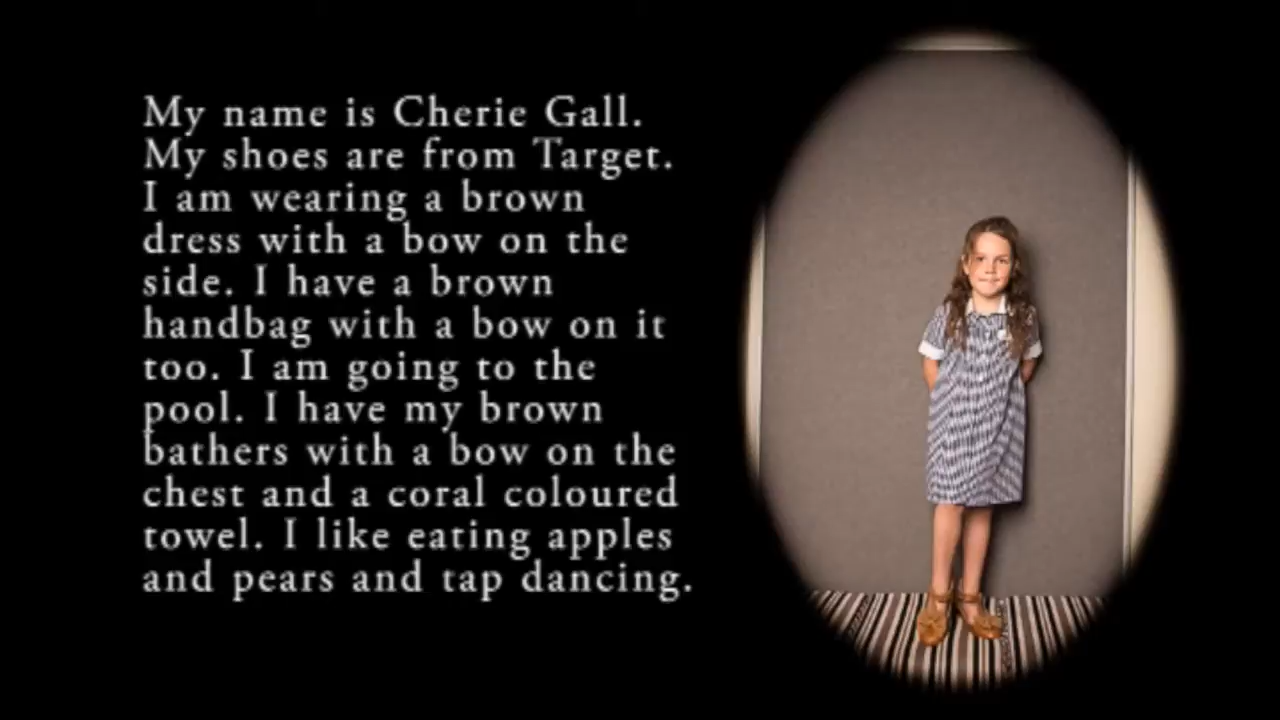 My name is Cherie Gall.
My shoes are from Target.
I am wearing a brown
dress with a bow on the
side. I have a brown
handbag with a bow on it
too. I am going to the
pool. I have my brown
bathers with a bow on the
chest and a coral coloured
towel. I like eating apples
and pears and tap dancing.